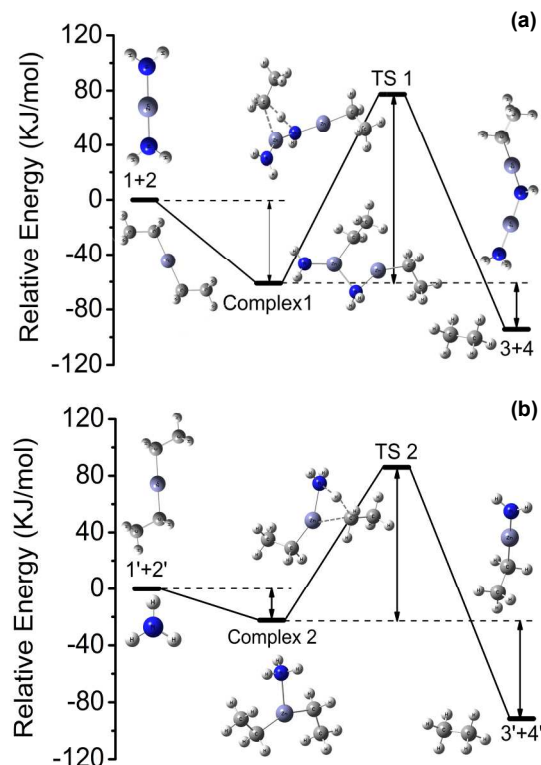 (a)
Relative Energy (KJ/mol)
120
80
40
0
-40
-80
-120
1+2
Complex1
TS 1
3+4
(b)
Relative Energy (KJ/mol)
120
80
40
0
-40
-80
-120
1'+2'
Complex 2
TS 2
3'+4'